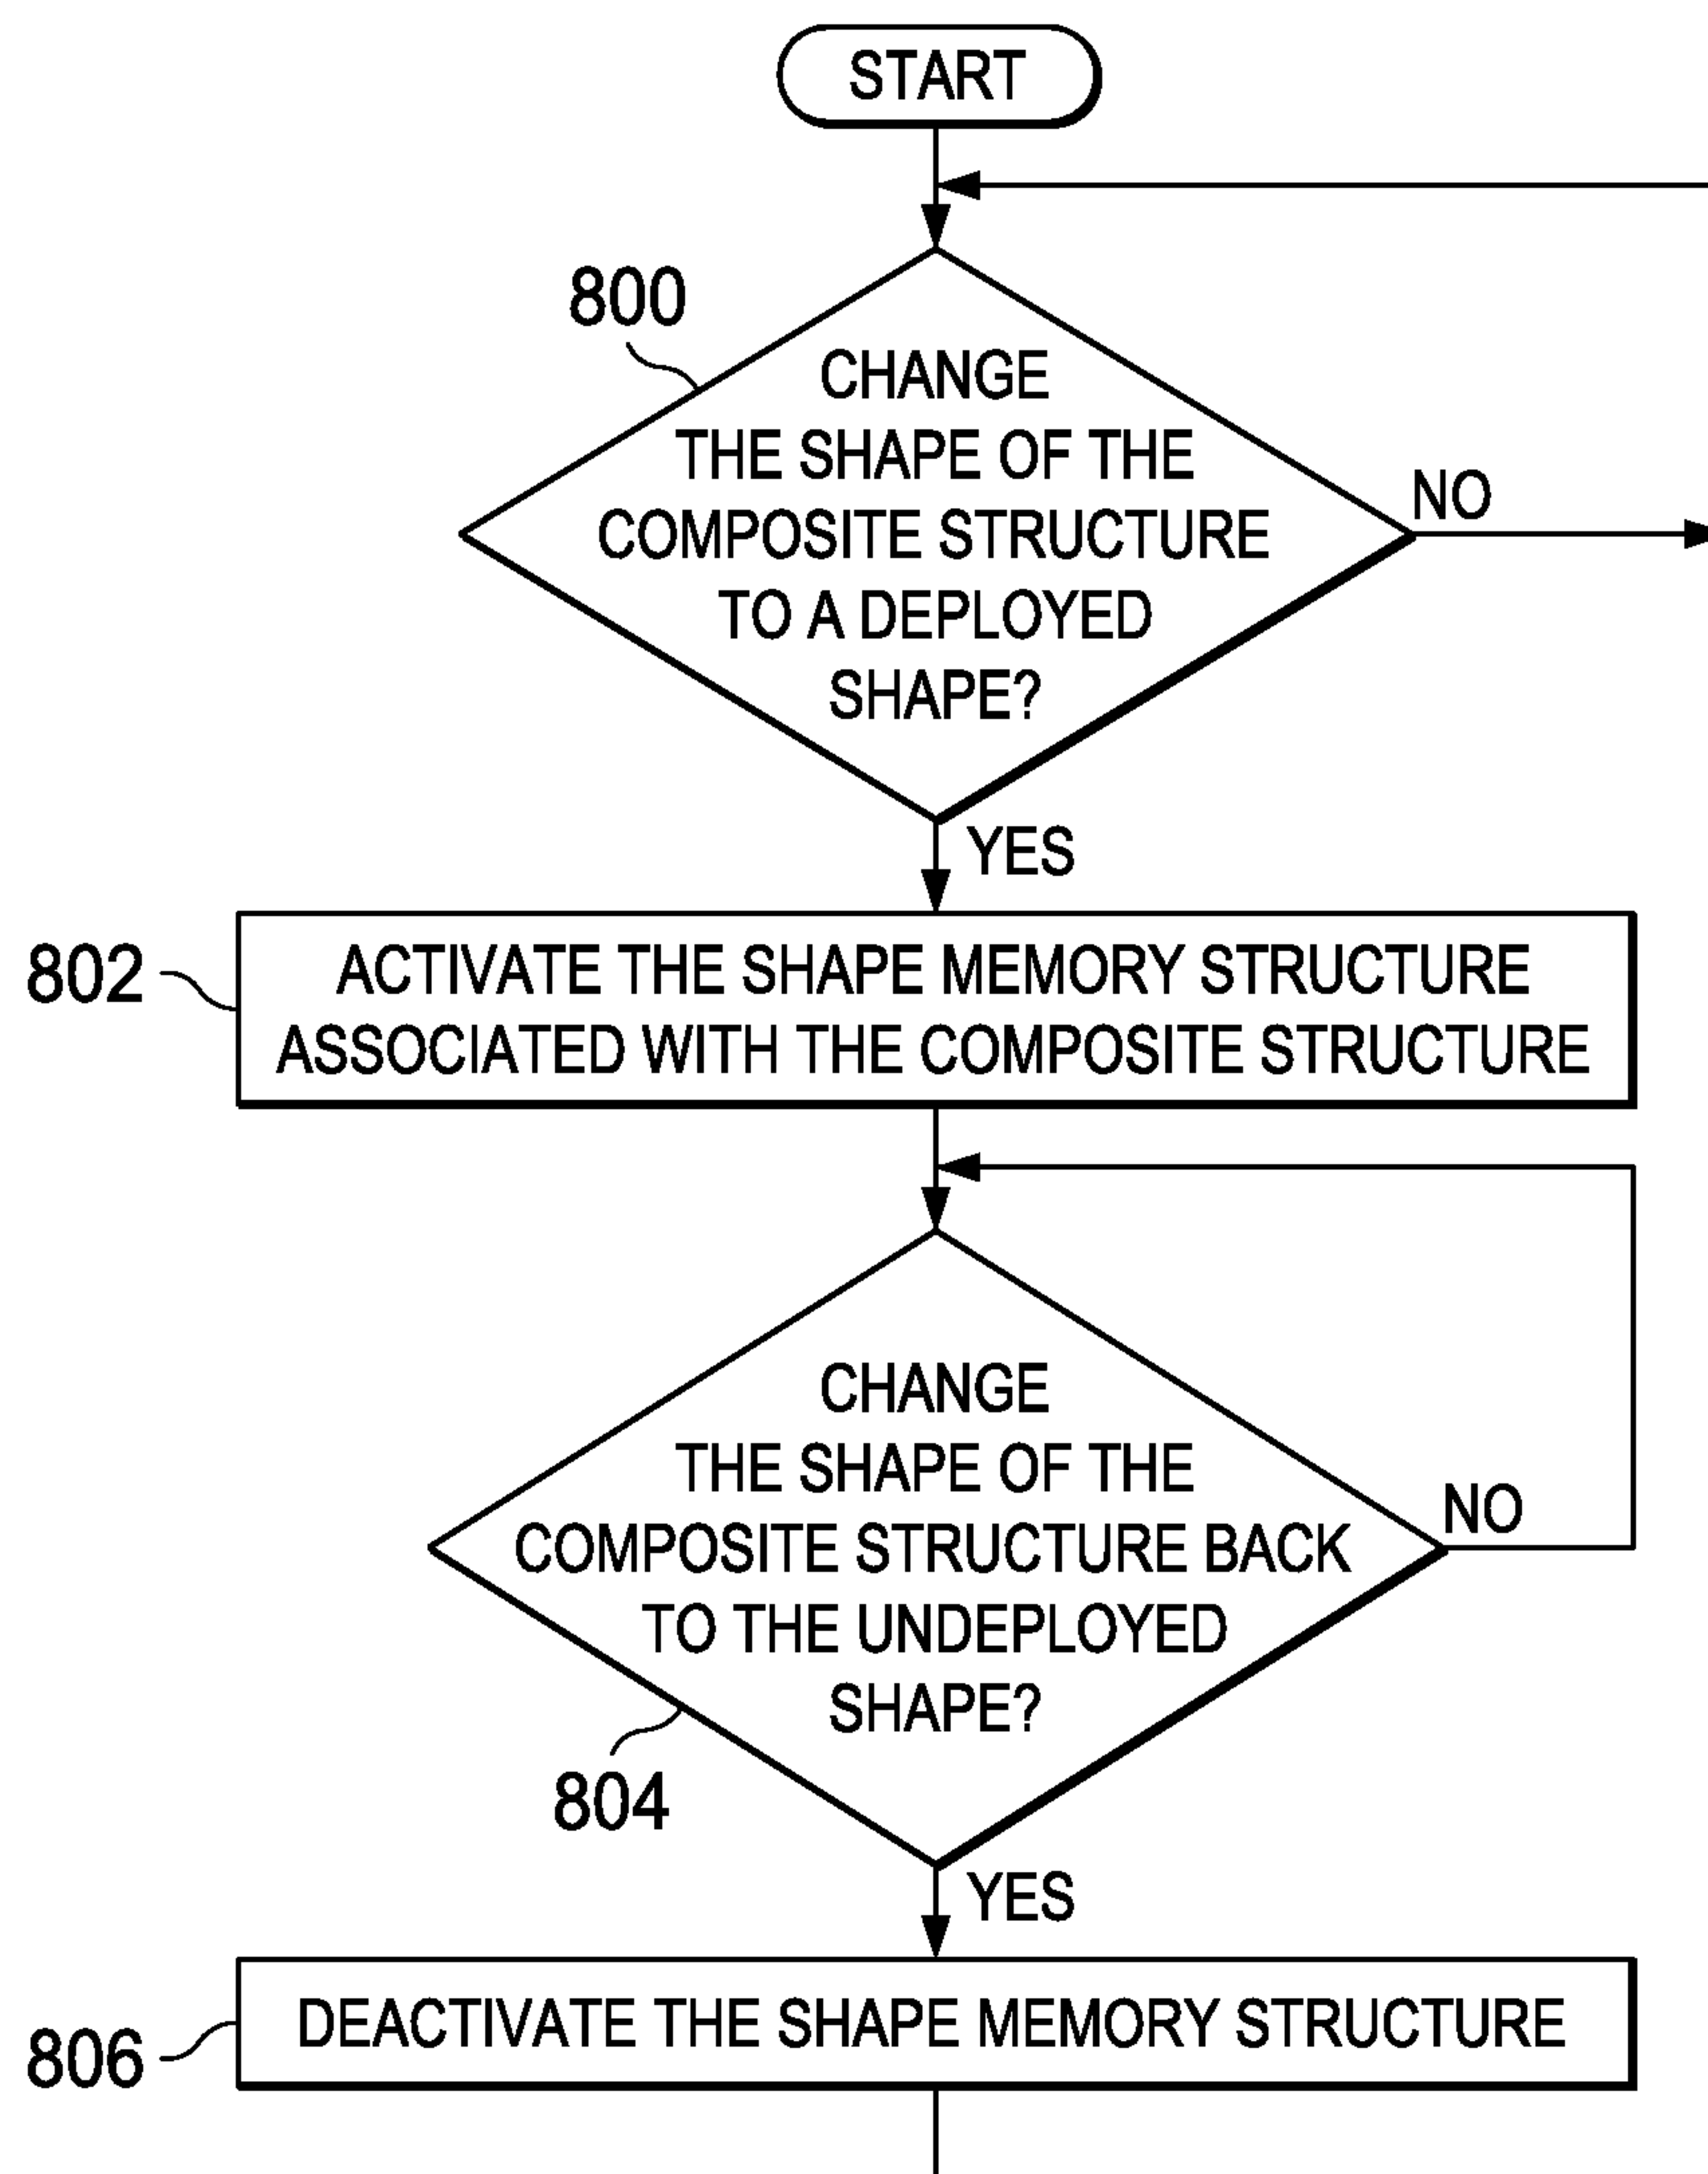 START
800
CHANGE
THE SHAPE OF THE
COMPOSITE STRUCTURE
TO A DEPLOYED
SHAPE?
NO
YES
802
ACTIVATE THE SHAPE MEMORY STRUCTURE
ASSOCIATED WITH THE COMPOSITE STRUCTURE
CHANGE
THE SHAPE OF THE
COMPOSITE STRUCTURE BACK
TO THE UNDEPLOYED
SHAPE?
NO
804
YES
DEACTIVATE THE SHAPE MEMORY STRUCTURE
806